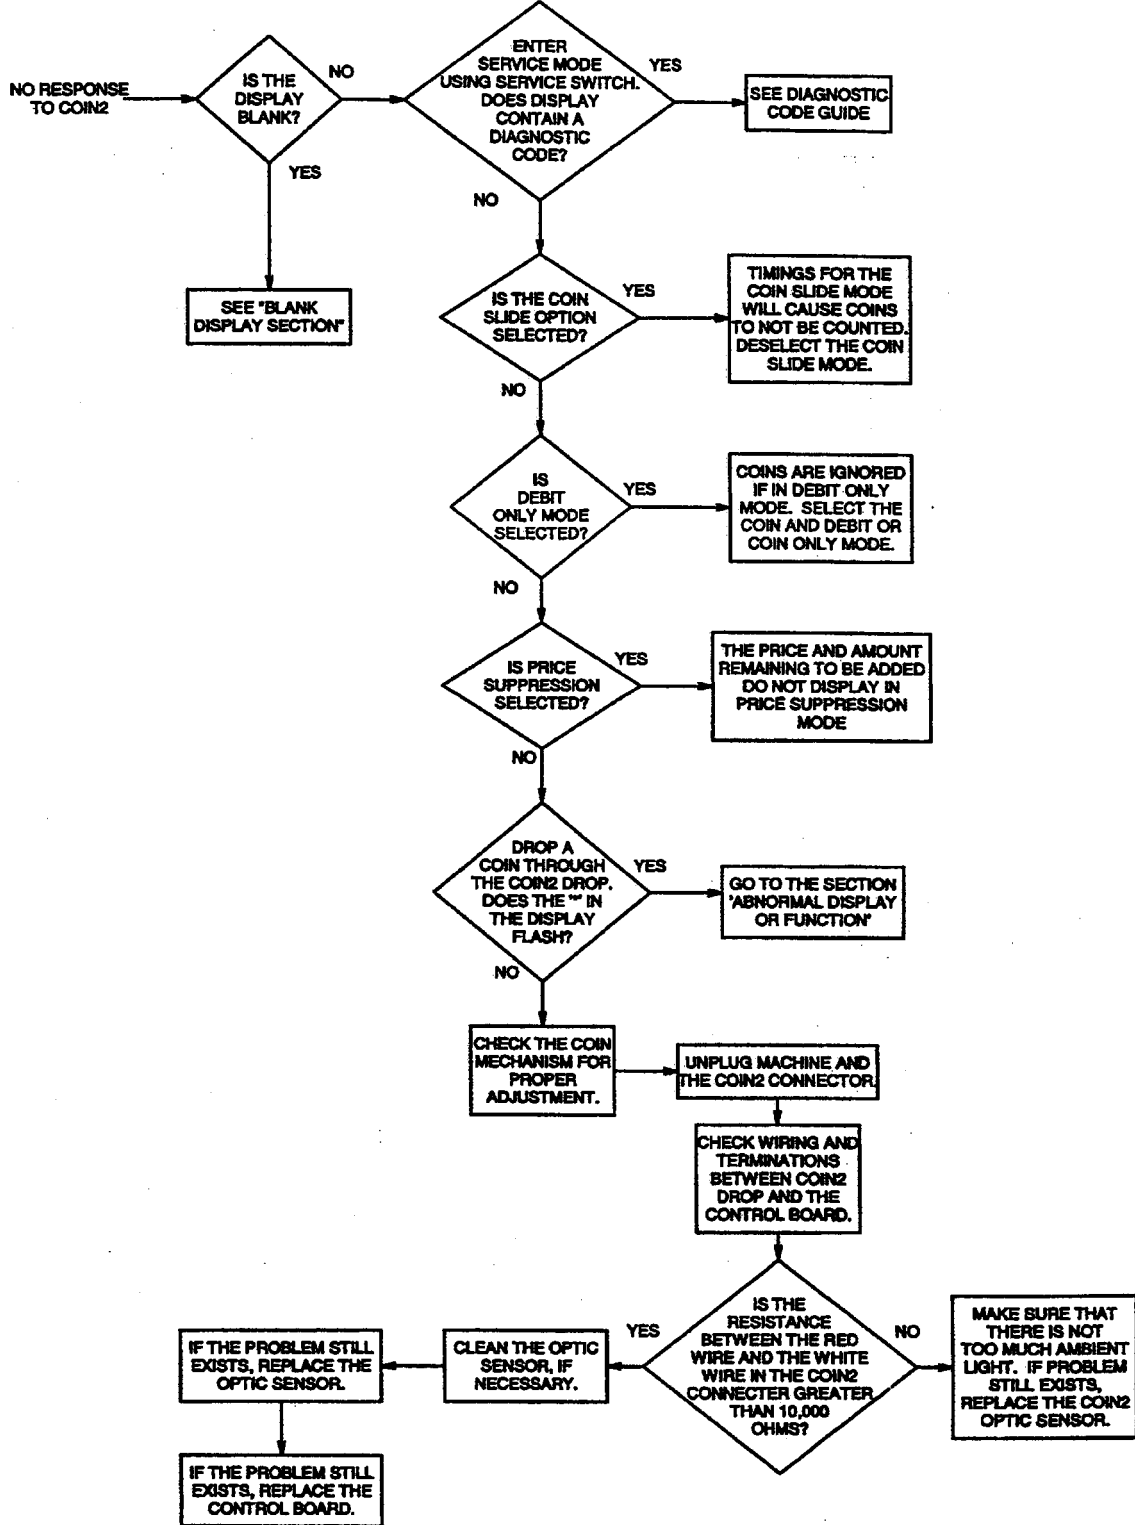 NO RESPONSE
TO COIN2
IS THE
DISPLAY
BLANK?
NO
YES
SEE "BLANK
DISPLAY SECTION"
ENTER
SERVICE MODE
USING SERVICE SWITCH.
DOES DISPLAY
CONTAIN A
DIAGNOSTIC
CODE?
YES
SEE DIAGNOSTIC
CODE GUIDE
NO
IS THE COIN
SLIDE OPTION
SELECTED?
YES
TIMINGS FOR THE
COIN SLIDE MODE
WILL CAUSE COINS
TO NOT BE COUNTED.
DESELECT THE COIN
SLIDE MODE.
NO
IS
DEBIT
ONLY MODE
SELECTED?
YES
COINS ARE IGNORED
IF IN DEBIT ONLY
MODE. SELECT THE
COIN AND DEBIT OR
COIN ONLY MODE.
NO
IS PRICE
SUPPRESSION
SELECTED?
YES
THE PRICE AND AMOUNT
REMAINING TO BE ADDED
DO NOT DISPLAY IN
PRICE SUPPRESSION
MODE
NO
DROP A
COIN THROUGH
THE COIN2 DROP.
DOES THE "*" IN
THE DISPLAY
FLASH?
YES
GO TO THE SECTION
"ABNORMAL DISPLAY
OR FUNCTION"
NO
CHECK THE COIN
MECHANISM FOR
PROPER
ADJUSTMENT.
UNPLUG MACHINE AND
THE COIN2 CONNECTOR.
CHECK WIRING AND
TERMINATIONS
BETWEEN COIN2
DROP AND THE
CONTROL BOARD.
IS THE
RESISTANCE
BETWEEN THE RED
WIRE AND THE WHITE
WIRE IN THE COIN2
CONNECTER GREATER
THAN 10,000
OHMS?
YES
CLEAN THE OPTIC
SENSOR, IF
NECESSARY.
IF THE PROBLEM STILL
EXISTS, REPLACE THE
OPTIC SENSOR.
IF THE PROBLEM STILL
EXISTS, REPLACE THE
CONTROL BOARD.
NO
MAKE SURE THAT
THERE IS NOT
TOO MUCH AMBIENT
LIGHT. IF PROBLEM
STILL EXISTS,
REPLACE THE COIN2
OPTIC SENSOR.